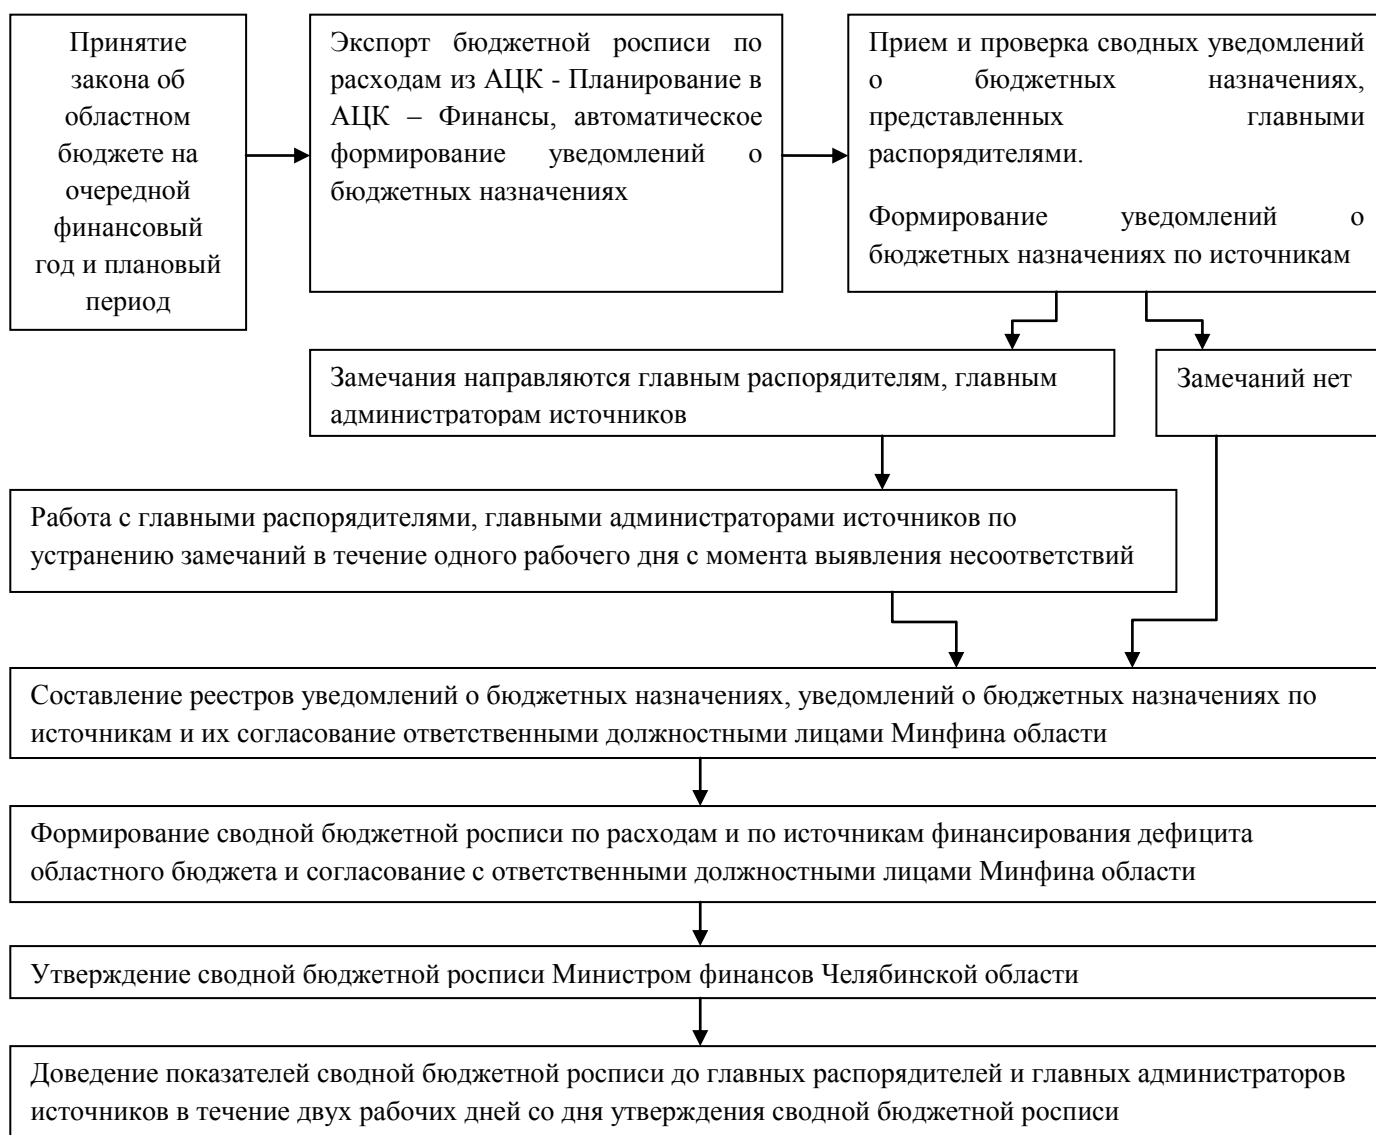 Принятие
закона об
областном
бюджете на
очередной
финансовый
год и плановый
период
Экспорт бюджетной росписи по
расходам из АЦК - Планирование в
АЦК – Финансы, автоматическое
формирование уведомлений о
бюджетных назначениях
Прием и проверка сводных уведомлений
о бюджетных назначениях,
представленных главными
распорядителями.
Формирование уведомлений о
бюджетных назначениях по источникам
Замечания направляются главным распорядителям, главным
администраторам источников
Замечаний нет
Работа с главными распорядителями, главными администраторами источников по
устранению замечаний в течение одного рабочего дня с момента выявления несоответствий
Составление реестров уведомлений о бюджетных назначениях, уведомлений о бюджетных назначениях по
источникам и их согласование ответственными должностными лицами Минфина области
Формирование сводной бюджетной росписи по расходам и по источникам финансирования дефицита
областного бюджета и согласование с ответственными должностными лицами Минфина области
Утверждение сводной бюджетной росписи Министром финансов Челябинской области
Доведение показателей сводной бюджетной росписи до главных распорядителей и главных администраторов
источников в течение двух рабочих дней со дня утверждения сводной бюджетной росписи